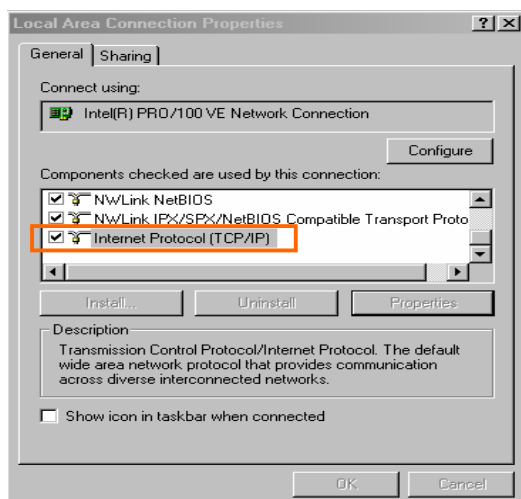 Local Area Connection Properties
General Sharing
Connect using:
Intel(R) PRO/100 VE Network Connection
Configure
Components checked are used by this connection:
NWLink NetBIOS
NWLink IPX/SPX/NetBIOS Compatible Transport Proto
Internet Protocol (TCP/IP)
Install... Uninstall Properties
Description
Transmission Control Protocol/Internet Protocol. The default
wide area network protocol that provides communication
across diverse interconnected networks.
Show icon in taskbar when connected
OK Cancel